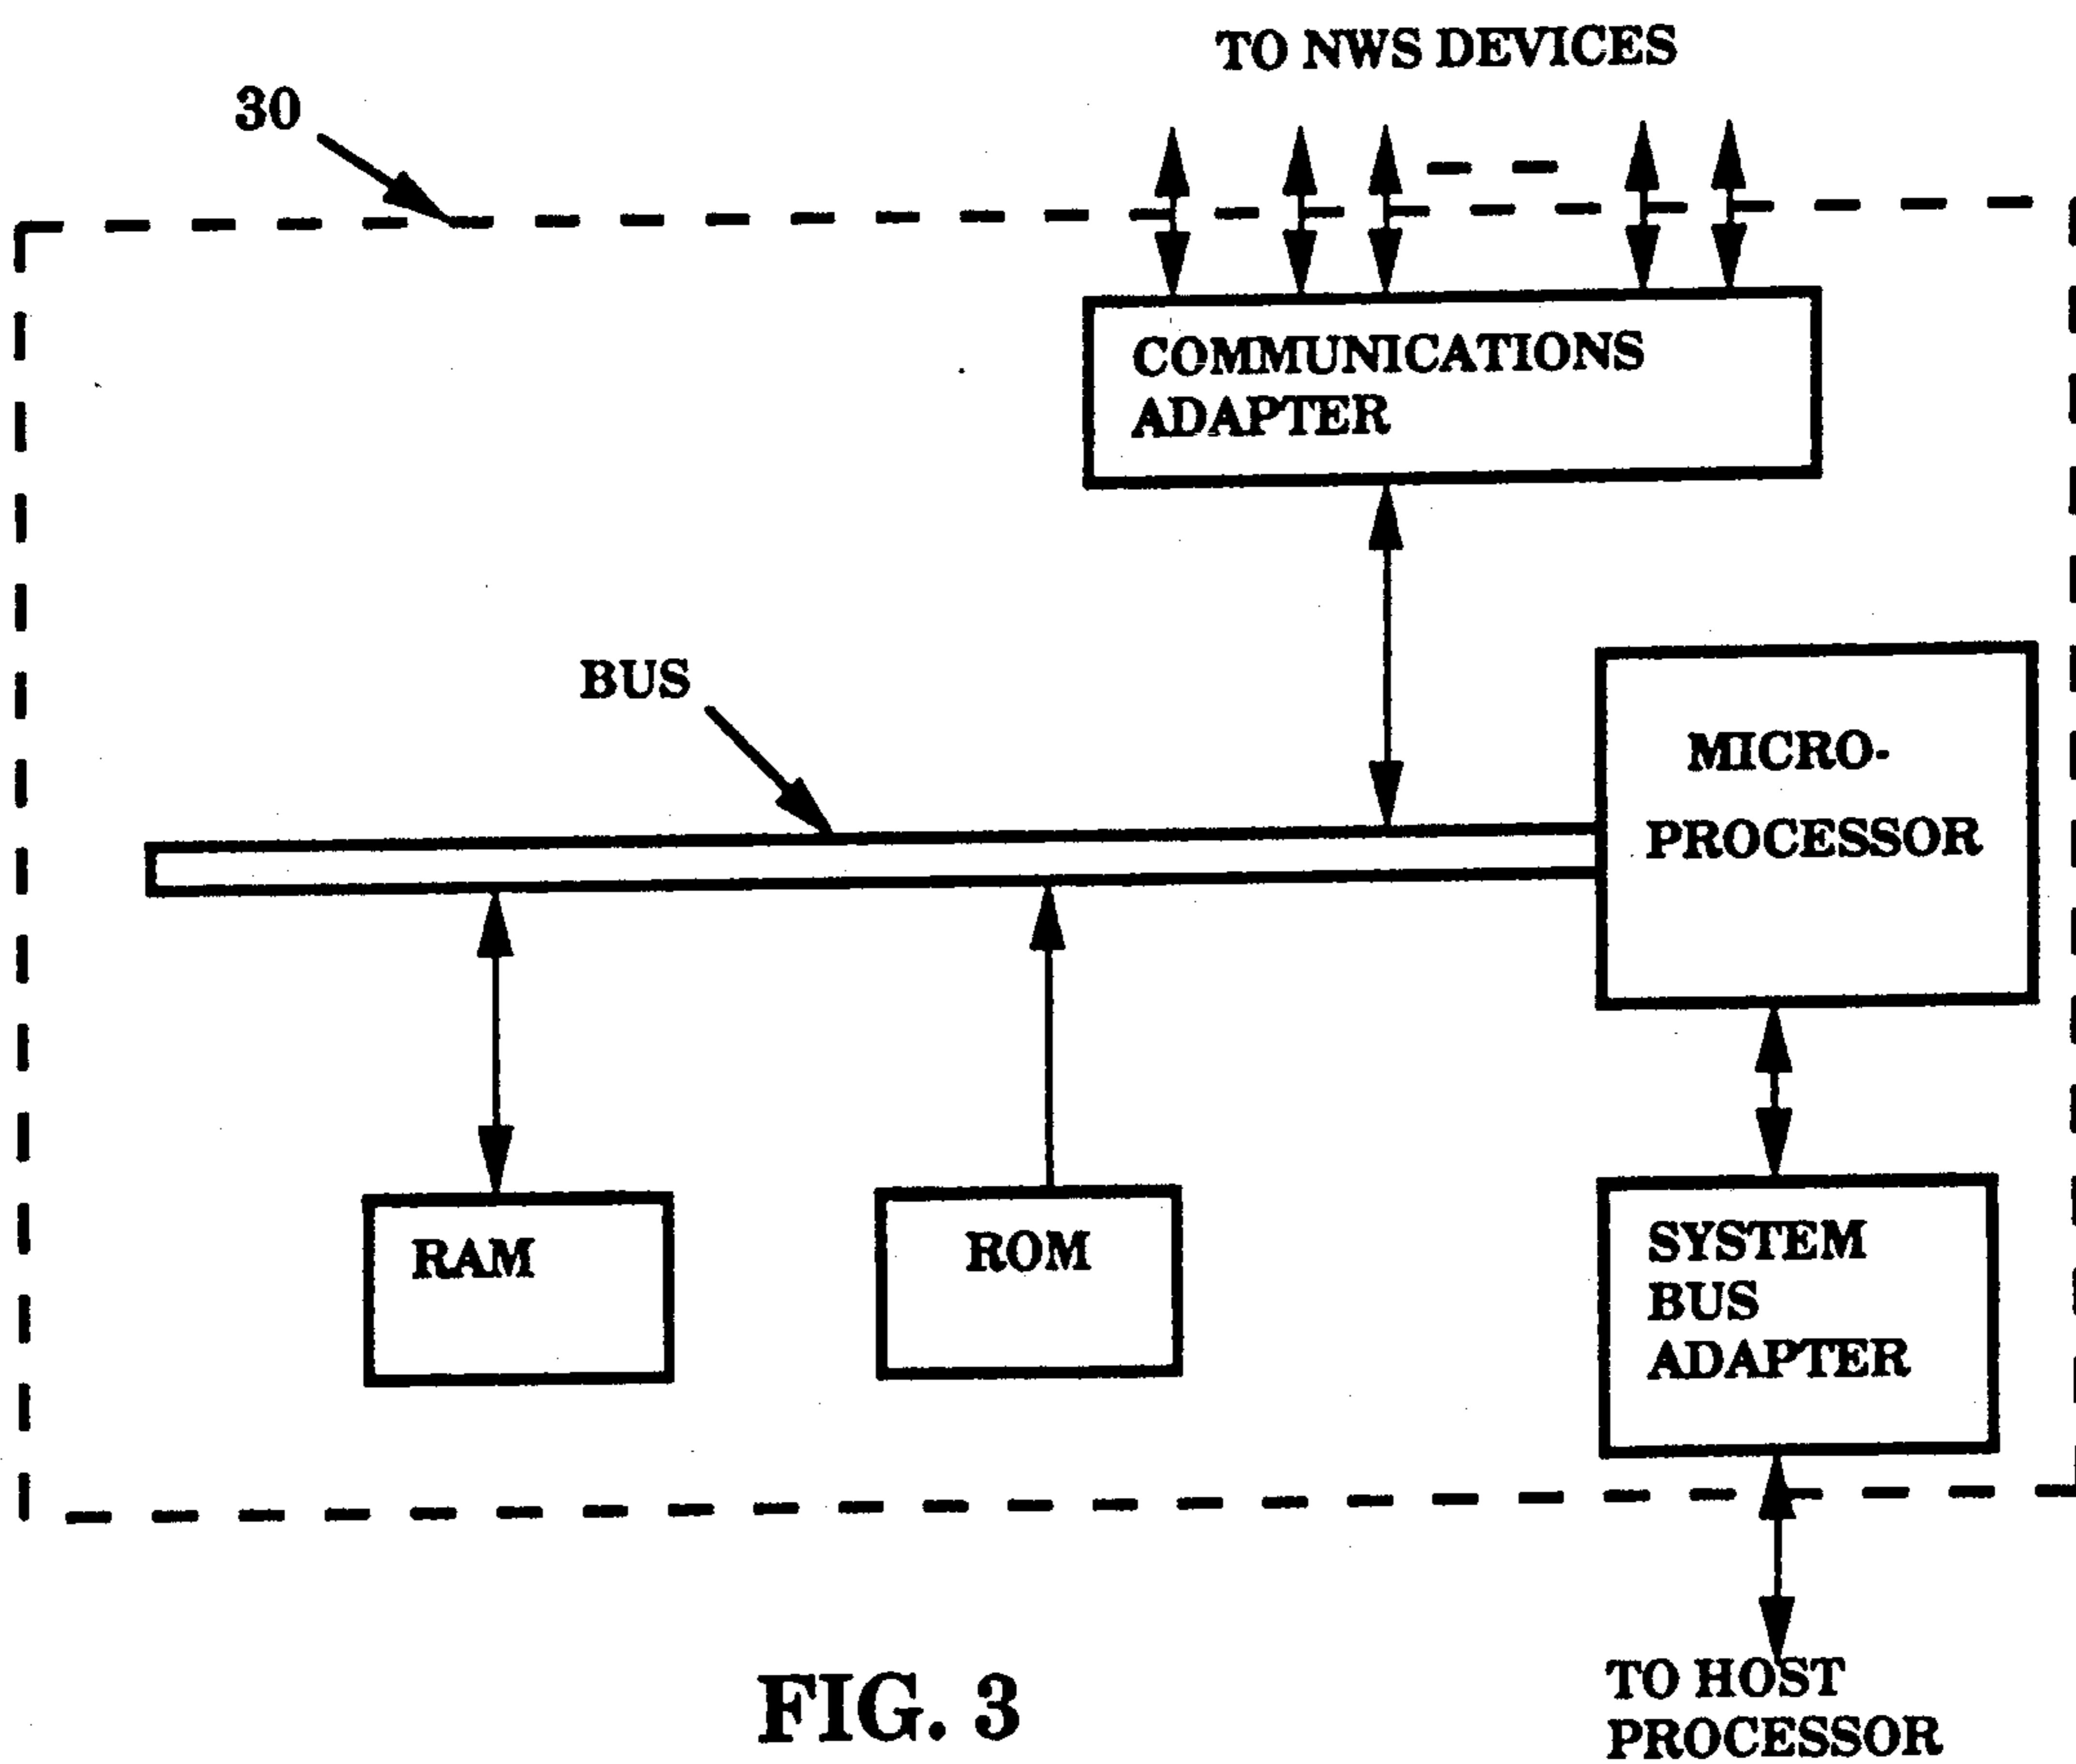 TO NWS DEVICES
30
COMMUNICATIONS
ADAPTER
BUS
MICRO-
PROCESSOR
RAM
ROM
SYSTEM
BUS
ADAPTER
FIG. 3
TO HOST
PROCESSOR